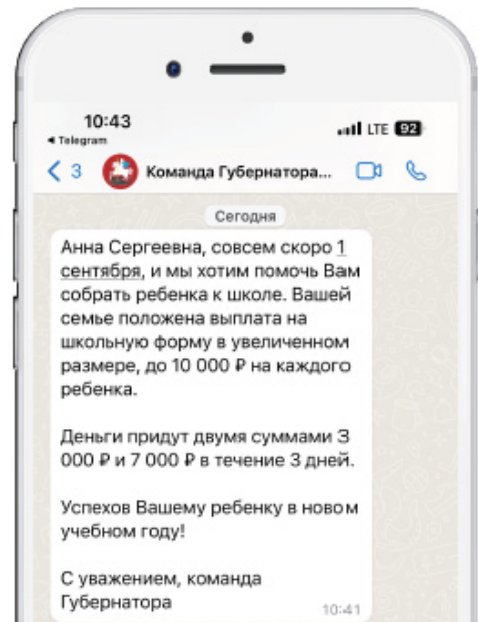 10:43
LTE 92
◂ Telegram
3 Команда Губернатора...
Сегодня
Анна Сергеевна, совсем скоро 1
сентября, и мы хотим помочь Вам
собрать ребенка к школе. Вашей
семье положена выплата на
школьную форму в увеличенном
размере, до 10 000 ₽ на каждого
ребенка.
Деньги придут двумя суммами 3
000 ₽ и 7 000 ₽ в течение 3 дней.
Успехов Вашему ребенку в новом
учебном году!
С уважением, команда
Губернатора
10:41